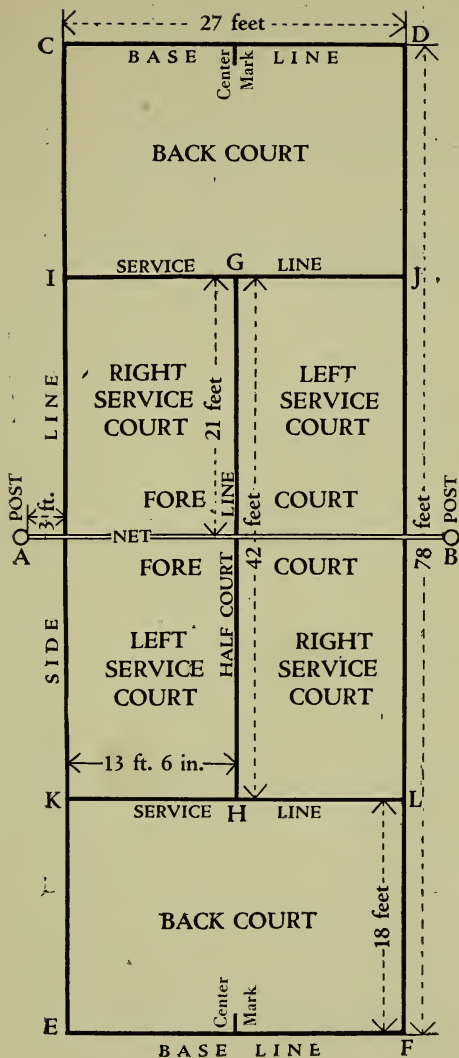 27 feet
C D
BASE LINE
Center
Mark
BACK COURT
SERVICE G LINE
I J
RIGHT
SERVICE
COURT
LEFT
SERVICE
COURT
21 feet
LINE
FORE COURT
POST
3 ft.
A
NET
POST
B
FORE COURT
HALF COURT LINE
42 feet
78 feet
SIDE
LEFT
SERVICE
COURT
RIGHT
SERVICE
COURT
13 ft. 6 in.
K L
SERVICE H LINE
BACK COURT
18 feet
Center
Mark
E F
BASE LINE